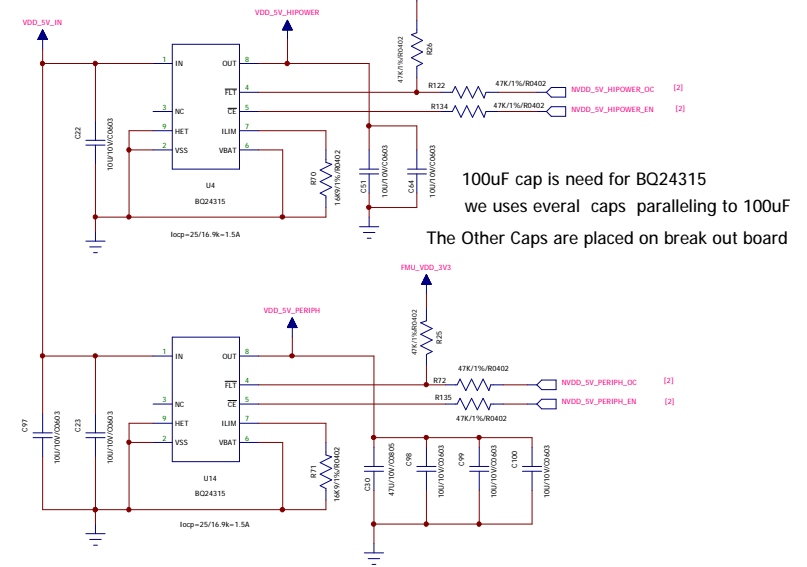 VDD_5V_IN
VDD_5V_HIPOWER
47K/1%/R0402
R26
1 IN
OUT 8
FLT 4
R122
47K/1%/R0402
NVDD_5V_HIPOWER_OC [2]
3 NC
CE 5
R134
47K/1%/R0402
NVDD_5V_HIPOWER_EN [2]
9 HET
ILIM 7
2 VSS
VBAT 6
C22
10U/10V/C0603
U4
BQ24315
R70
16K9/1%/R0402
C51
10U/10V/C0603
C64
10U/10V/C0603
Iocp=25/16.9k=1.5A
100uF cap is need for BQ24315
we uses everal caps paralleling to 100uF
The Other Caps are placed on break out board
FMU_VDD_3V3
VDD_5V_PERIPH
47K/1%/R0402
R25
1 IN
OUT 8
FLT 4
R72
47K/1%/R0402
NVDD_5V_PERIPH_OC [2]
3 NC
CE 5
R135
47K/1%/R0402
NVDD_5V_PERIPH_EN [2]
9 HET
ILIM 7
2 VSS
VBAT 6
C97
10U/10V/C0603
C23
10U/10V/C0603
U14
BQ24315
R71
16K9/1%/R0402
C30
47U/10V/C0805
C98
10U/10V/C0603
C99
10U/10V/C0603
C100
10U/10V/C0603
Iocp=25/16.9k=1.5A